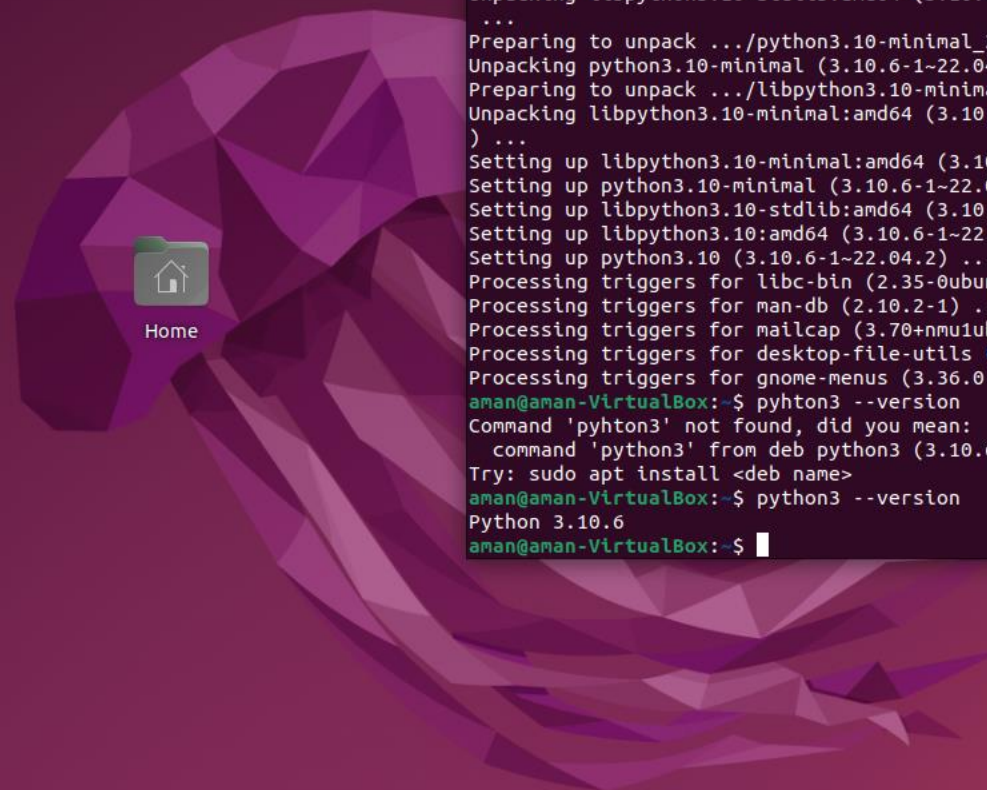 ...
Preparing to unpack .../python3.10-minimal_
Unpacking python3.10-minimal (3.10.6-1~22.04
Preparing to unpack .../libpython3.10-minima
Unpacking libpython3.10-minimal:amd64 (3.10
) ...
Setting up libpython3.10-minimal:amd64 (3.10
Setting up python3.10-minimal (3.10.6-1~22.0
Setting up libpython3.10-stdlib:amd64 (3.10
Setting up libpython3.10:amd64 (3.10.6-1~22
Setting up python3.10 (3.10.6-1~22.04.2) ..
Processing triggers for libc-bin (2.35-0ubun
Processing triggers for man-db (2.10.2-1) .
Processing triggers for mailcap (3.70+nmu1ub
Processing triggers for desktop-file-utils
Processing triggers for gnome-menus (3.36.0
aman@aman-VirtualBox:~$ pyhton3 --version
Command 'pyhton3' not found, did you mean:
command 'python3' from deb python3 (3.10.6
Try: sudo apt install <deb name>
aman@aman-VirtualBox:~$ python3 --version
Python 3.10.6
aman@aman-VirtualBox:~$
Home